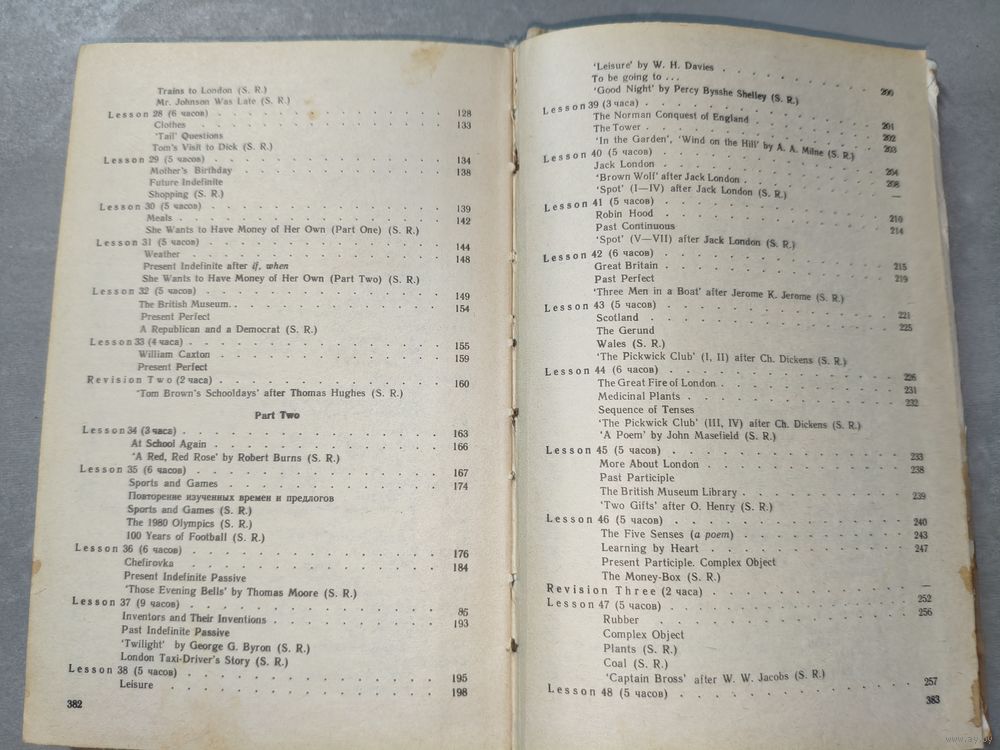 Trains to London (S. R.)
Mr. Johnson Was Late (S. R.)
Lesson 28 (6 часов) . . . . . . . . . . 128
Clothes . . . . . . . . . . 133
'Tail' Questions
Tom's Visit to Dick (S. R.)
Lesson 29 (5 часов) . . . . . . . . . . 134
Mother's Birthday . . . . . . . . . . 138
Future Indefinite
Shopping (S. R.)
Lesson 30 (5 часов) . . . . . . . . . . 139
Meals . . . . . . . . . . 142
She Wants to Have Money of Her Own (Part One) (S. R.)
Lesson 31 (5 часов) . . . . . . . . . . 144
Weather . . . . . . . . . . 148
Present Indefinite after if, when
She Wants to Have Money of Her Own (Part Two) (S. R.)
Lesson 32 (5 часов) . . . . . . . . . . 149
The British Museum. . . . . . . . . . . 154
Present Perfect
A Republican and a Democrat (S. R.)
Lesson 33 (4 часа) . . . . . . . . . . 155
William Caxton . . . . . . . . . . 159
Present Perfect
Revision Two (2 часа) . . . . . . . . . . 160
'Tom Brown's Schooldays' after Thomas Hughes (S. R.)
Part Two
Lesson 34 (3 часа) . . . . . . . . . . 163
At School Again . . . . . . . . . . 166
'A Red, Red Rose' by Robert Burns (S. R.)
Lesson 35 (6 часов) . . . . . . . . . . 167
Sports and Games . . . . . . . . . . 174
Повторение изученных времен и предлогов
Sports and Games (S. R.)
The 1980 Olympics (S. R.)
100 Years of Football (S. R.)
Lesson 36 (6 часов) . . . . . . . . . . 176
Chefirovka . . . . . . . . . . 184
Present Indefinite Passive
'Those Evening Bells' by Thomas Moore (S. R.)
Lesson 37 (9 часов) . . . . . . . . . . 85
Inventors and Their Inventions . . . . . . . . . . 193
Past Indefinite Passive
'Twilight' by George G. Byron (S. R.)
London Taxi-Driver's Story (S. R.)
Lesson 38 (5 часов) . . . . . . . . . . 195
Leisure . . . . . . . . . . 198
382
'Leisure' by W. H. Davies . . . . . . . . . . 200
To be going to ...
'Good Night' by Percy Bysshe Shelley (S. R.)
Lesson 39 (3 часа) . . . . . . . . . . 201
The Norman Conquest of England . . . . . . . . . . 202
The Tower . . . . . . . . . . 203
'In the Garden', 'Wind on the Hill' by A. A. Milne (S. R.)
Lesson 40 (5 часов) . . . . . . . . . . 204
Jack London . . . . . . . . . . 208
'Brown Wolf' after Jack London . . . . . . . . . . —
'Spot' (I—IV) after Jack London (S. R.)
Lesson 41 (5 часов) . . . . . . . . . . 210
Robin Hood . . . . . . . . . . 214
Past Continuous
'Spot' (V—VII) after Jack London (S. R.)
Lesson 42 (6 часов) . . . . . . . . . . 215
Great Britain . . . . . . . . . . 219
Past Perfect
'Three Men in a Boat' after Jerome K. Jerome (S. R.)
Lesson 43 (5 часов) . . . . . . . . . . 221
Scotland . . . . . . . . . . 225
The Gerund
Wales (S. R.)
'The Pickwick Club' (I, II) after Ch. Dickens (S. R.)
Lesson 44 (6 часов) . . . . . . . . . . 226
The Great Fire of London . . . . . . . . . . 231
Medicinal Plants . . . . . . . . . . 232
Sequence of Tenses
'The Pickwick Club' (III, IV) after Ch. Dickens (S. R.)
'A Poem' by John Masefield (S. R.)
Lesson 45 (5 часов) . . . . . . . . . . 233
More About London . . . . . . . . . . 238
Past Participle
The British Museum Library . . . . . . . . . . 239
'Two Gifts' after O. Henry (S. R.)
Lesson 46 (5 часов) . . . . . . . . . . 240
The Five Senses (a poem) . . . . . . . . . . 243
Learning by Heart . . . . . . . . . . 247
Present Participle. Complex Object
The Money-Box (S. R.)
Revision Three (2 часа) . . . . . . . . . . —
Lesson 47 (5 часов) . . . . . . . . . . 252
Rubber . . . . . . . . . . 256
Complex Object
Plants (S. R.)
Coal (S. R.)
'Captain Bross' after W. W. Jacobs (S. R.)
Lesson 48 (5 часов) . . . . . . . . . . 257
383
www.ay.by